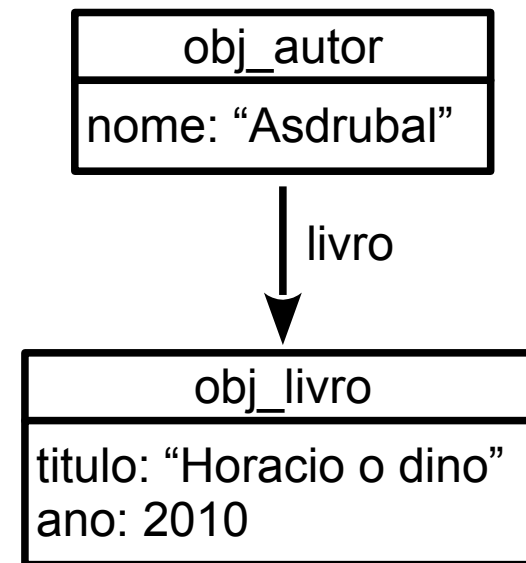 obj_autor
nome: “Asdrubal”
livro
obj_livro
titulo: “Horacio o dino”
ano: 2010